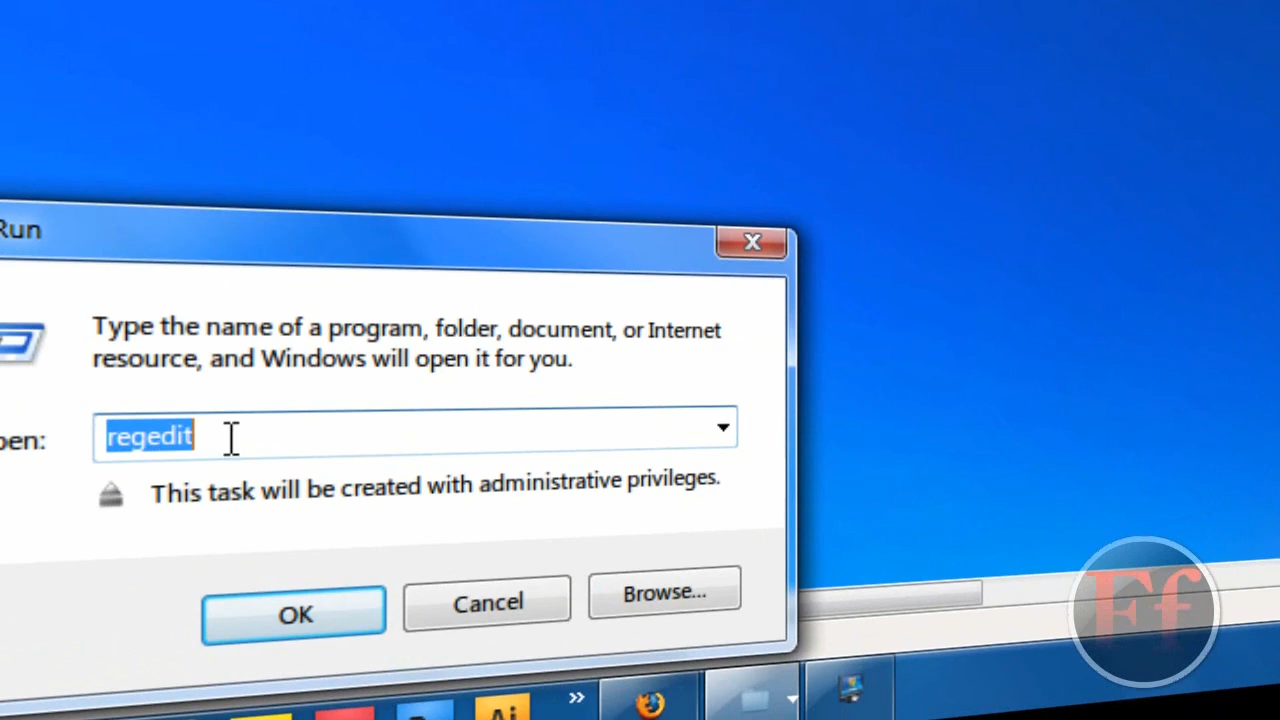 Run
Type the name of a program, folder, document, or Internet
resource, and Windows will open it for you.
pen:
regedit
This task will be created with administrative privileges.
OK
Cancel
Browse...
Ai
Ff